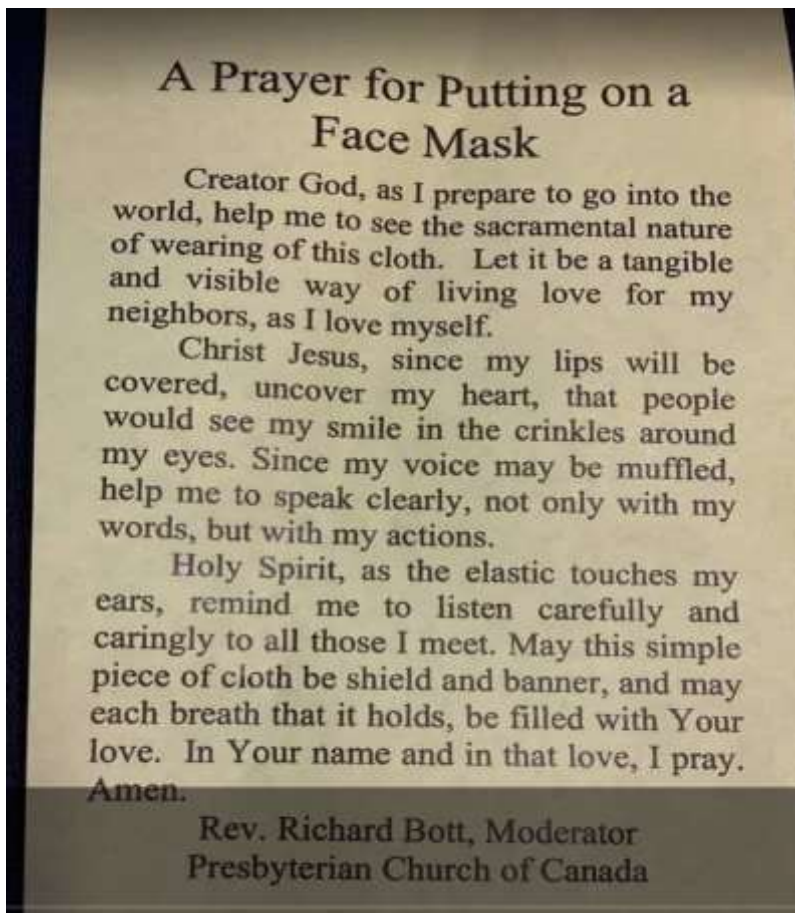 A Prayer for Putting on a
Face Mask
Creator God, as I prepare to go into the
world, help me to see the sacramental nature
of wearing of this cloth. Let it be a tangible
and visible way of living love for my
neighbors, as I love myself.
Christ Jesus, since my lips will be
covered, uncover my heart, that people
would see my smile in the crinkles around
my eyes. Since my voice may be muffled,
help me to speak clearly, not only with my
words, but with my actions.
Holy Spirit, as the elastic touches my
ears, remind me to listen carefully and
caringly to all those I meet. May this simple
piece of cloth be shield and banner, and may
each breath that it holds, be filled with Your
love. In Your name and in that love, I pray.
Amen.
Rev. Richard Bott, Moderator
Presbyterian Church of Canada